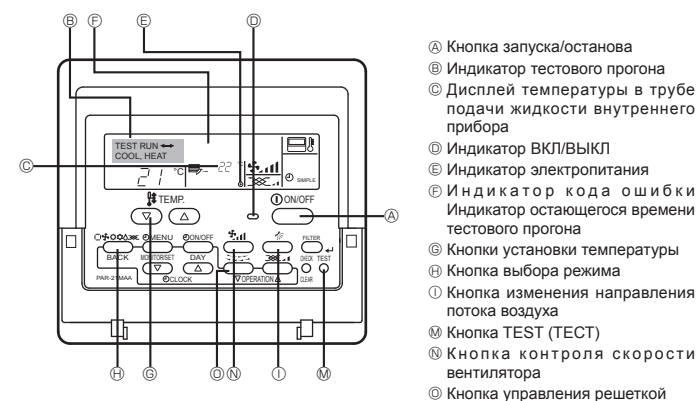 Ⓑ Ⓕ Ⓔ Ⓓ
TEST RUN
COOL, HEAT
Ⓒ
21 °C
22 °C
SIMPLE
TEMP.
ON/OFF
Ⓐ
MENU
ON/OFF
FILTER
BACK
MONITOR/SET
DAY
CHECK
TEST
PAR-21MAA
CLOCK
OPERATION
CLEAR
Ⓗ Ⓖ Ⓞ Ⓝ Ⓘ Ⓜ
Ⓐ Кнопка запуска/останова
Ⓑ Индикатор тестового прогона
Ⓒ Дисплей температуры в трубе
подачи жидкости внутреннего
прибора
Ⓓ Индикатор ВКЛ/ВЫКЛ
Ⓔ Индикатор электропитания
Ⓕ Индикатор кода ошибки
Индикатор остающегося времени
тестового прогона
Ⓖ Кнопки установки температуры
Ⓗ Кнопка выбора режима
Ⓘ Кнопка изменения направления
потока воздуха
Ⓜ Кнопка TEST (ТЕСТ)
Ⓝ Кнопка контроля скорости
вентилятора
Ⓞ Кнопка управления решеткой